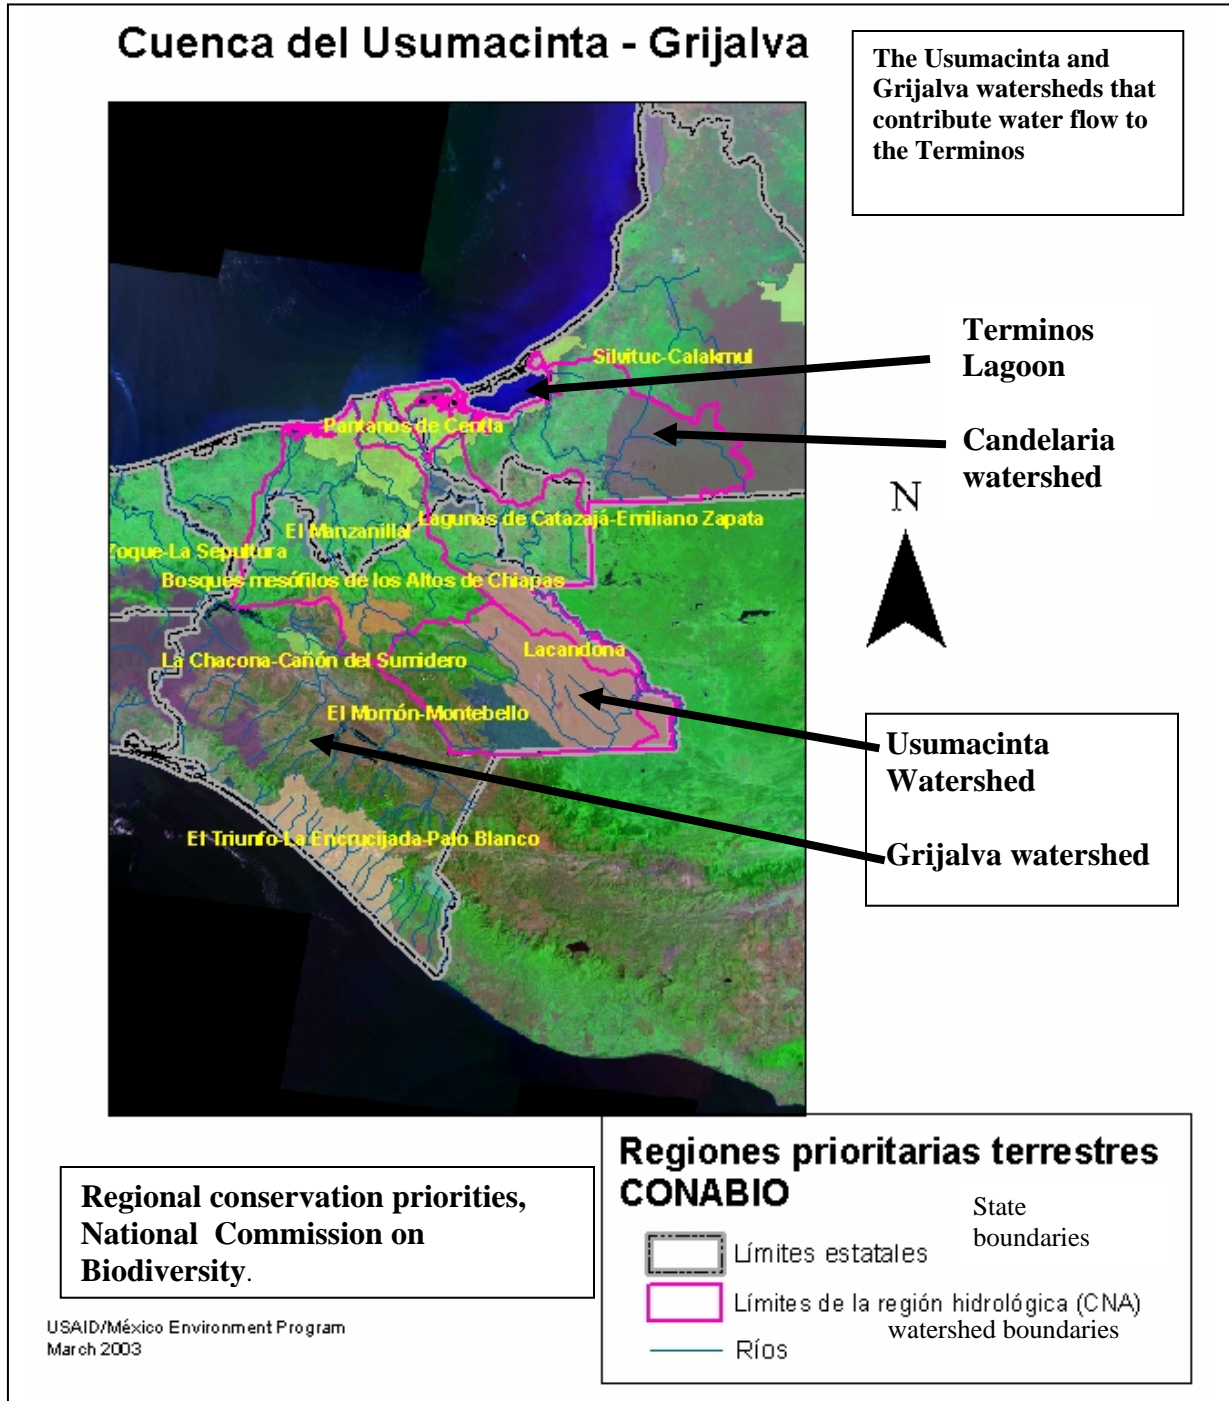 Cuenca del Usumacinta - Grijalva
The Usumacinta and
Grijalva watersheds that
contribute water flow to
the Terminos
Terminos
Lagoon
Candelaria
watershed
N
Silvituc-Calakmul
Pantanos de Centla
Lagunas de Catazajá-Emiliano Zapata
El Manzanillal
Zoque-La Sepultura
Bosques mesófilos de los Altos de Chiapas
Lacandona
La Chacona-Cañón del Sumidero
El Momón-Montebello
El Triunfo-La Encrucijada-Palo Blanco
Usumacinta
Watershed
Grijalva watershed
Regional conservation priorities,
National Commission on
Biodiversity.
USAID/México Environment Program
March 2003
Regiones prioritarias terrestres
CONABIO
State
boundaries
Límites estatales
Límites de la región hidrológica (CNA)
watershed boundaries
Ríos